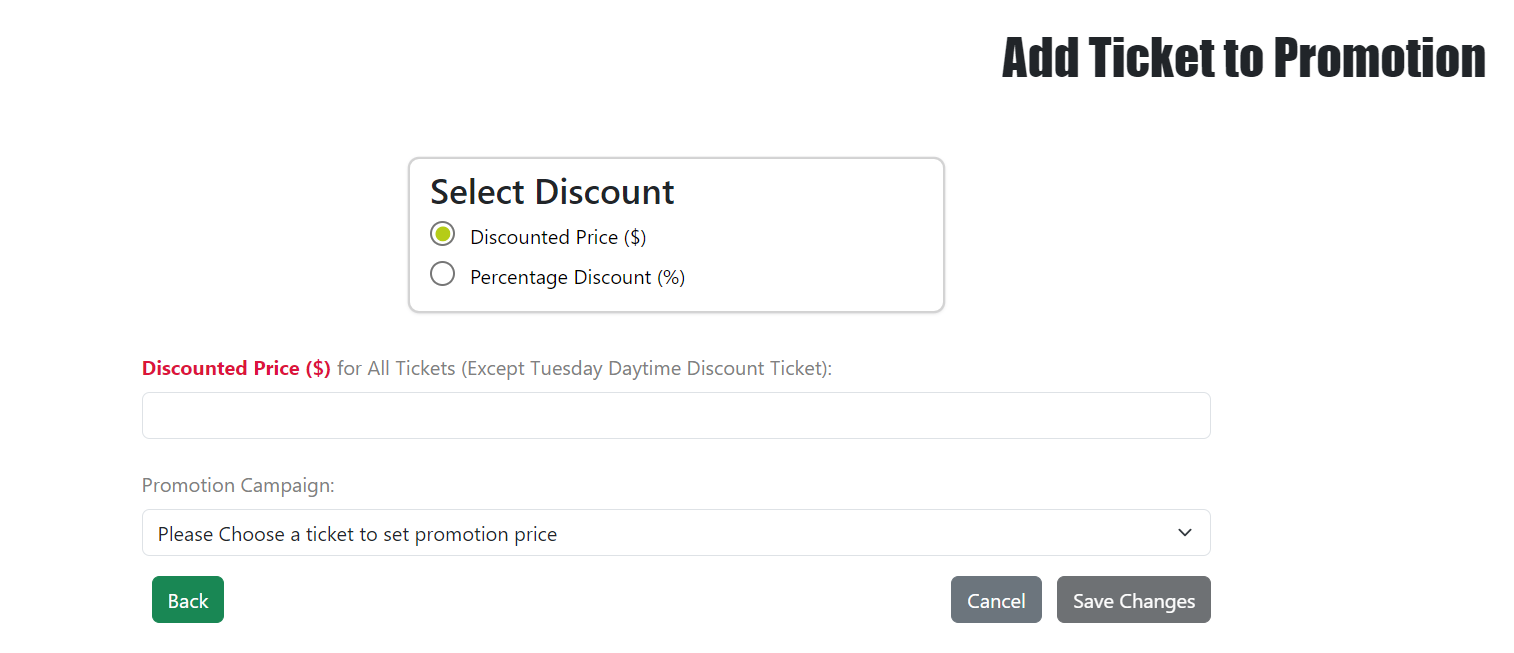 Add Ticket to Promotion
Select Discount
Discounted Price ($)
Percentage Discount (%)
Discounted Price ($) for All Tickets (Except Tuesday Daytime Discount Ticket):
Promotion Campaign:
Please Choose a ticket to set promotion price
Back
Cancel
Save Changes